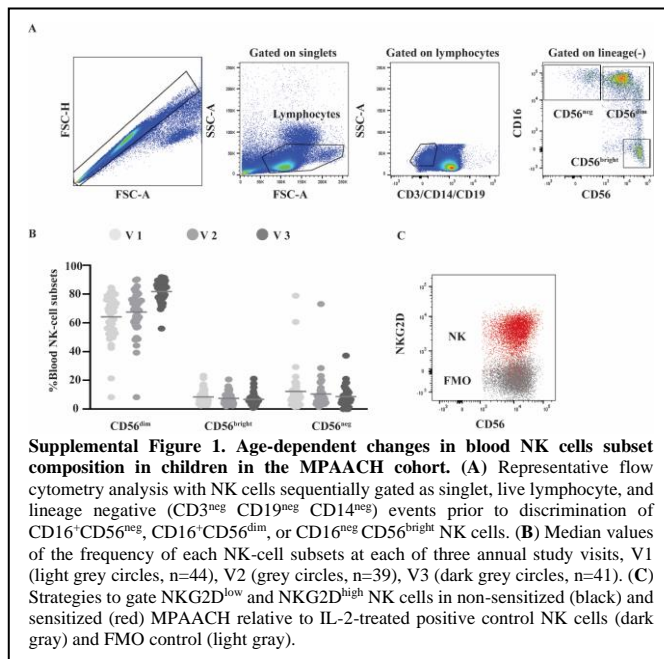 A
Gated on singlets
Gated on lymphocytes
Gated on lineage(-)
FSC-H
FSC-A
SSC-A
Lymphocytes
FSC-A
SSC-A
CD3/CD14/CD19
CD16
CD56neg
CD56dim
CD56bright
CD56
B
V 1
V 2
V 3
%Blood NK-cell subsets
100
80
60
40
20
0
CD56dim
CD56bright
CD56neg
C
NKG2D
NK
FMO
CD56
Supplemental Figure 1. Age-dependent changes in blood NK cells subset
composition in children in the MPAACH cohort. (A) Representative flow
cytometry analysis with NK cells sequentially gated as singlet, live lymphocyte, and
lineage negative (CD3neg CD19neg CD14neg) events prior to discrimination of
CD16+CD56neg, CD16+CD56dim, or CD16neg CD56bright NK cells. (B) Median values
of the frequency of each NK-cell subsets at each of three annual study visits, V1
(light grey circles, n=44), V2 (grey circles, n=39), V3 (dark grey circles, n=41). (C)
Strategies to gate NKG2Dlow and NKG2Dhigh NK cells in non-sensitized (black) and
sensitized (red) MPAACH relative to IL-2-treated positive control NK cells (dark
gray) and FMO control (light gray).